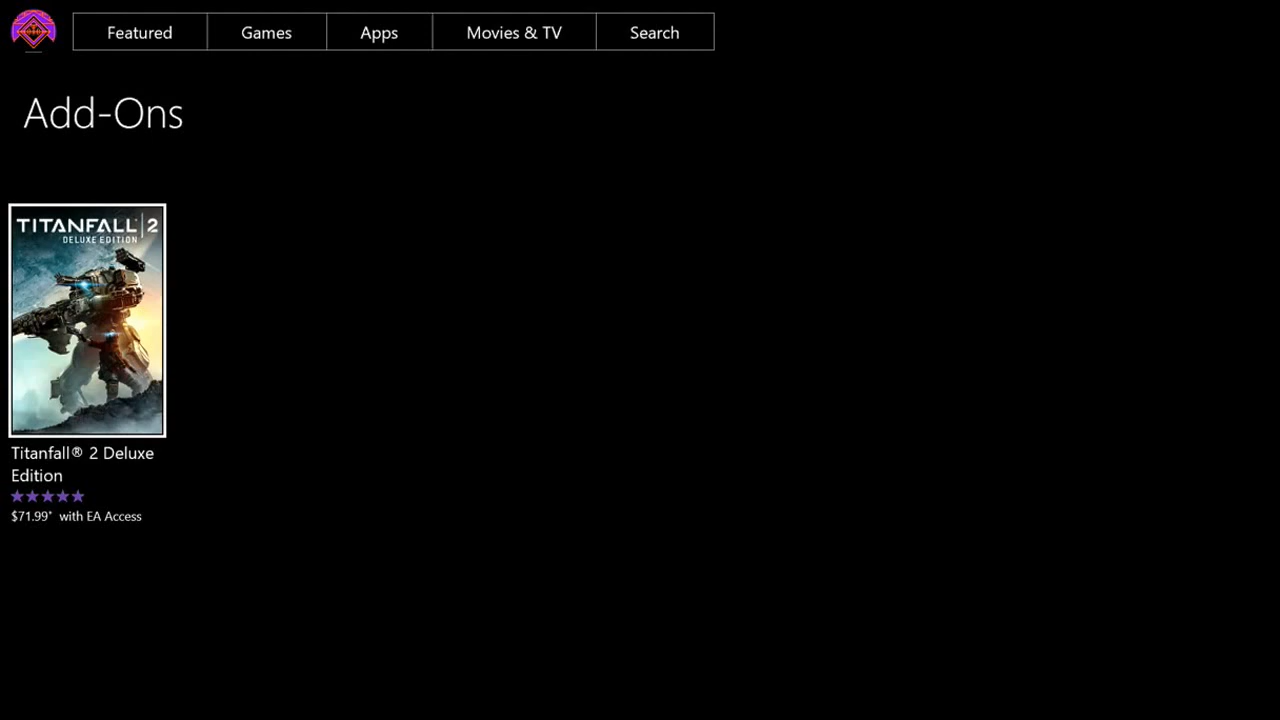 Featured Games Apps Movies & TV Search
Add-Ons
TITANFALL 2
DELUXE EDITION
Titanfall® 2 Deluxe
Edition
$71.99* with EA Access